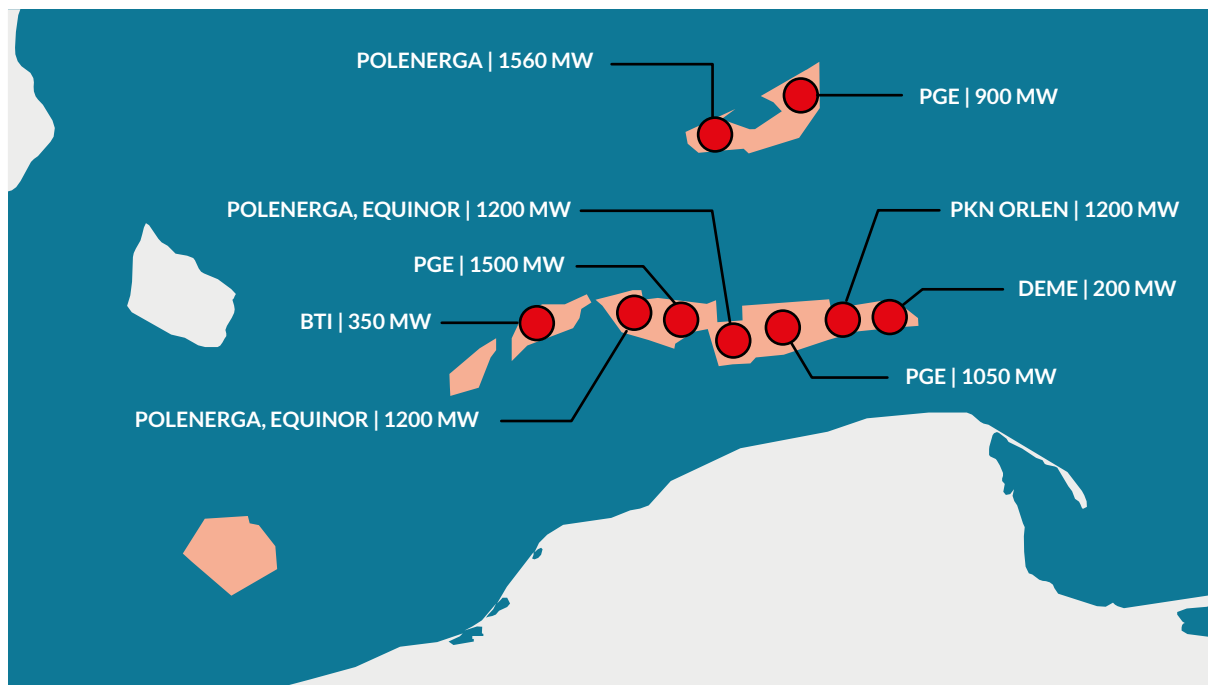 POLENERGA | 1560 MW
PGE | 900 MW
POLENERGA, EQUINOR | 1200 MW
PKN ORLEN | 1200 MW
PGE | 1500 MW
DEME | 200 MW
BTI | 350 MW
PGE | 1050 MW
POLENERGA, EQUINOR | 1200 MW